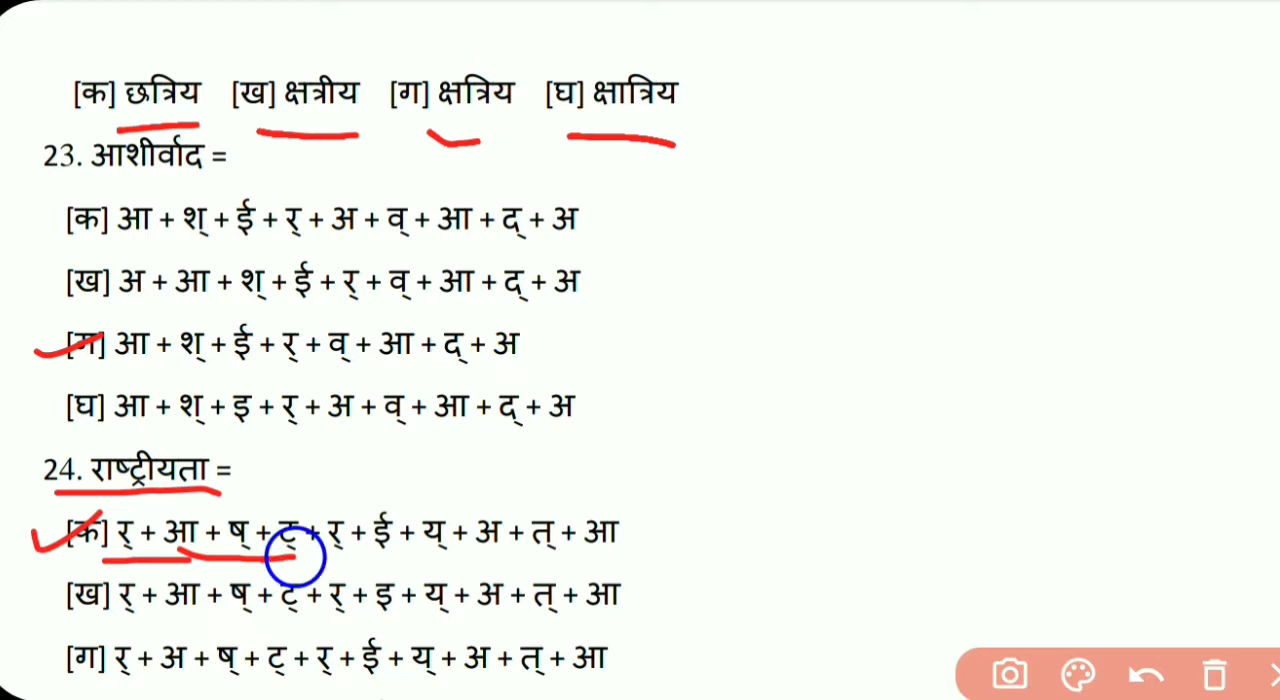 [क] छत्रिय [ख] क्षत्रीय [ग] क्षत्रिय [घ] क्षात्रिय
23. आशीर्वाद =
[क] आ + श् + ई + र् + अ + व् + आ + द् + अ
[ख] अ + आ + श् + ई + र् + व् + आ + द् + अ
[ग] आ + श् + ई + र् + व् + आ + द् + अ
[घ] आ + श् + इ + र् + अ + व् + आ + द् + अ
24. राष्ट्रीयता =
[क] र् + आ + ष् + ट् + र् + ई + य् + अ + त् + आ
[ख] र् + आ + ष् + ट् + र् + इ + य् + अ + त् + आ
[ग] र् + अ + ष् + ट् + र् + ई + य् + अ + त् + आ